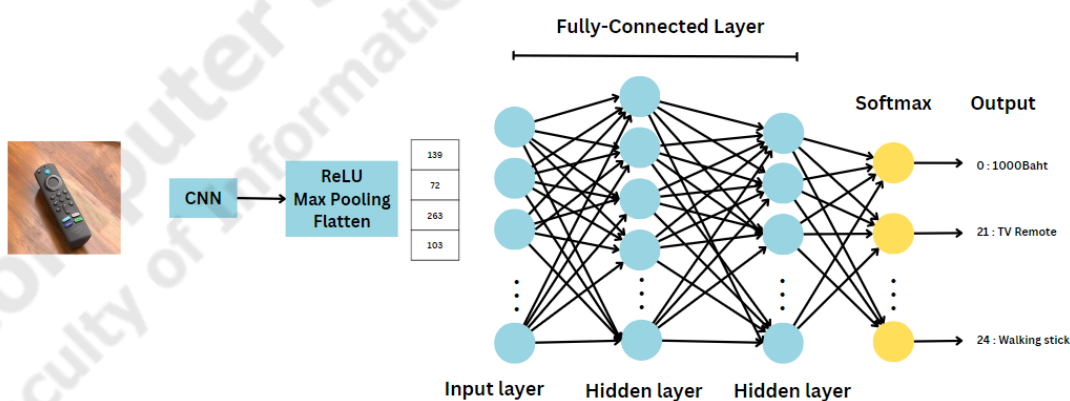 Fully-Connected Layer
Softmax
Output
CNN
ReLU
Max Pooling
Flatten
139
72
263
103
0 : 1000Baht
21 : TV Remote
24 : Walking stick
Input layer
Hidden layer
Hidden layer